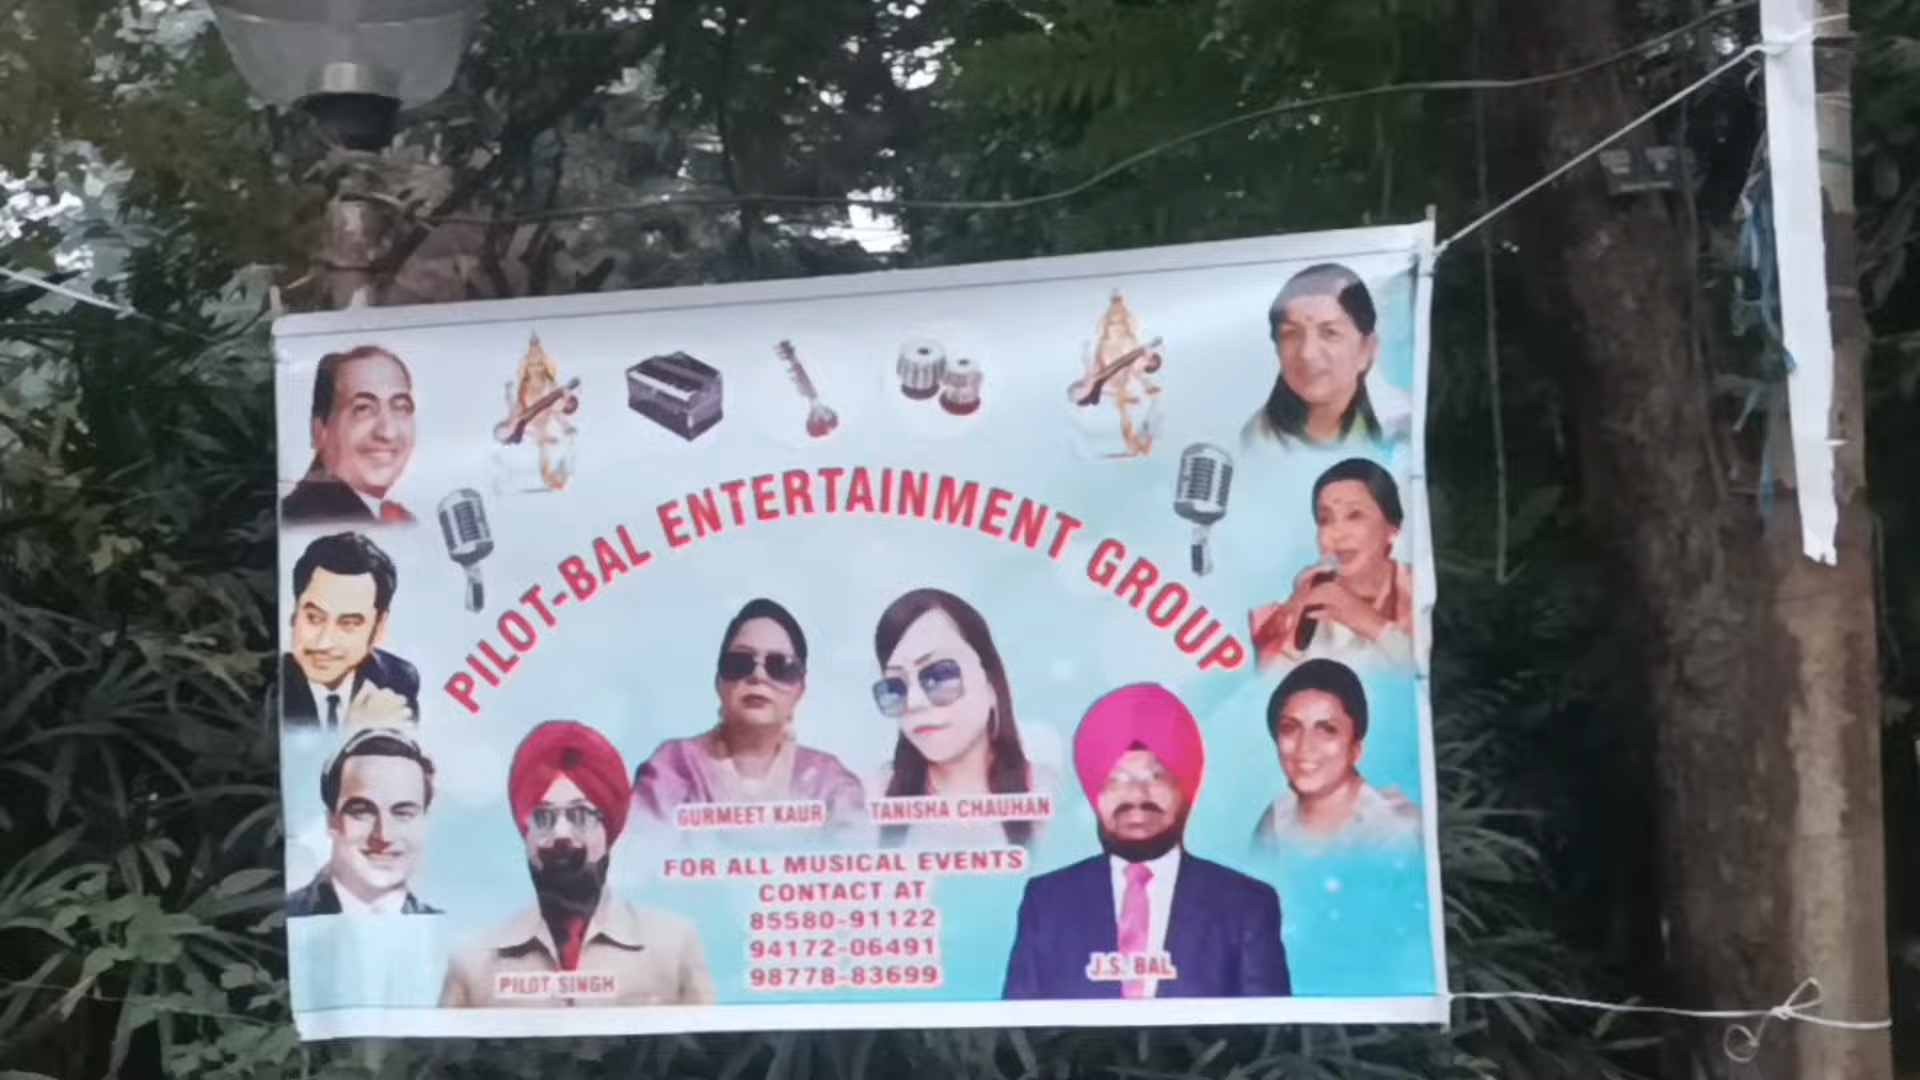 PILOT-BAL ENTERTAINMENT GROUP
GURMEET KAUR
TANISHA CHAUHAN
FOR ALL MUSICAL EVENTS
CONTACT AT
85580-91122
94172-06491
98778-83699
PILOT SINGH
J.S. BAL